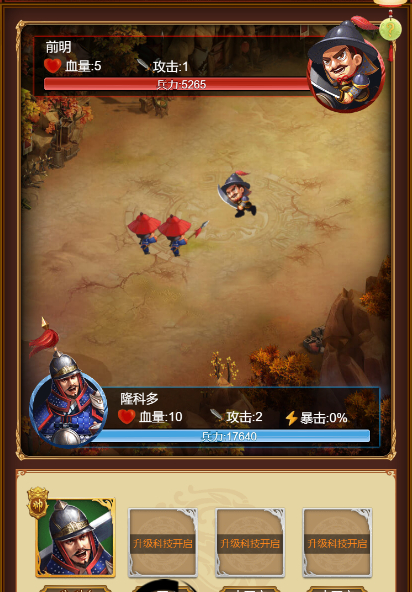 前明
血量:5 攻击:1
兵力:5265
隆科多
血量:10 攻击:2 暴击:0%
兵力:17640
帅
升级科技开启 升级科技开启 升级科技开启